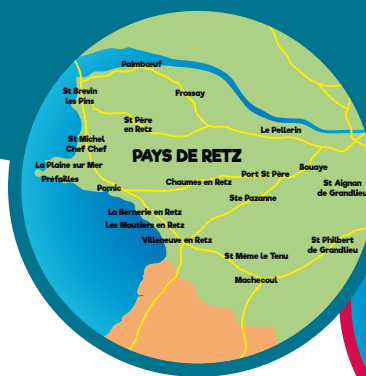 Paimbœuf
St Brevin
les Pins
Frossay
St Père
en Retz
Le Pellerin
St Michel
Chef Chef
PAYS DE RETZ
La Plaine sur Mer
Bouaye
Port St Père
Préfailles
Chaumes en Retz
Pornic
St Aignan
de Grandlieu
Ste Pazanne
La Bernerie en Retz
Les Moutiers en Retz
Villeneuve en Retz
St Philbert
de Grandlieu
St Même le Tenu
Machecoul